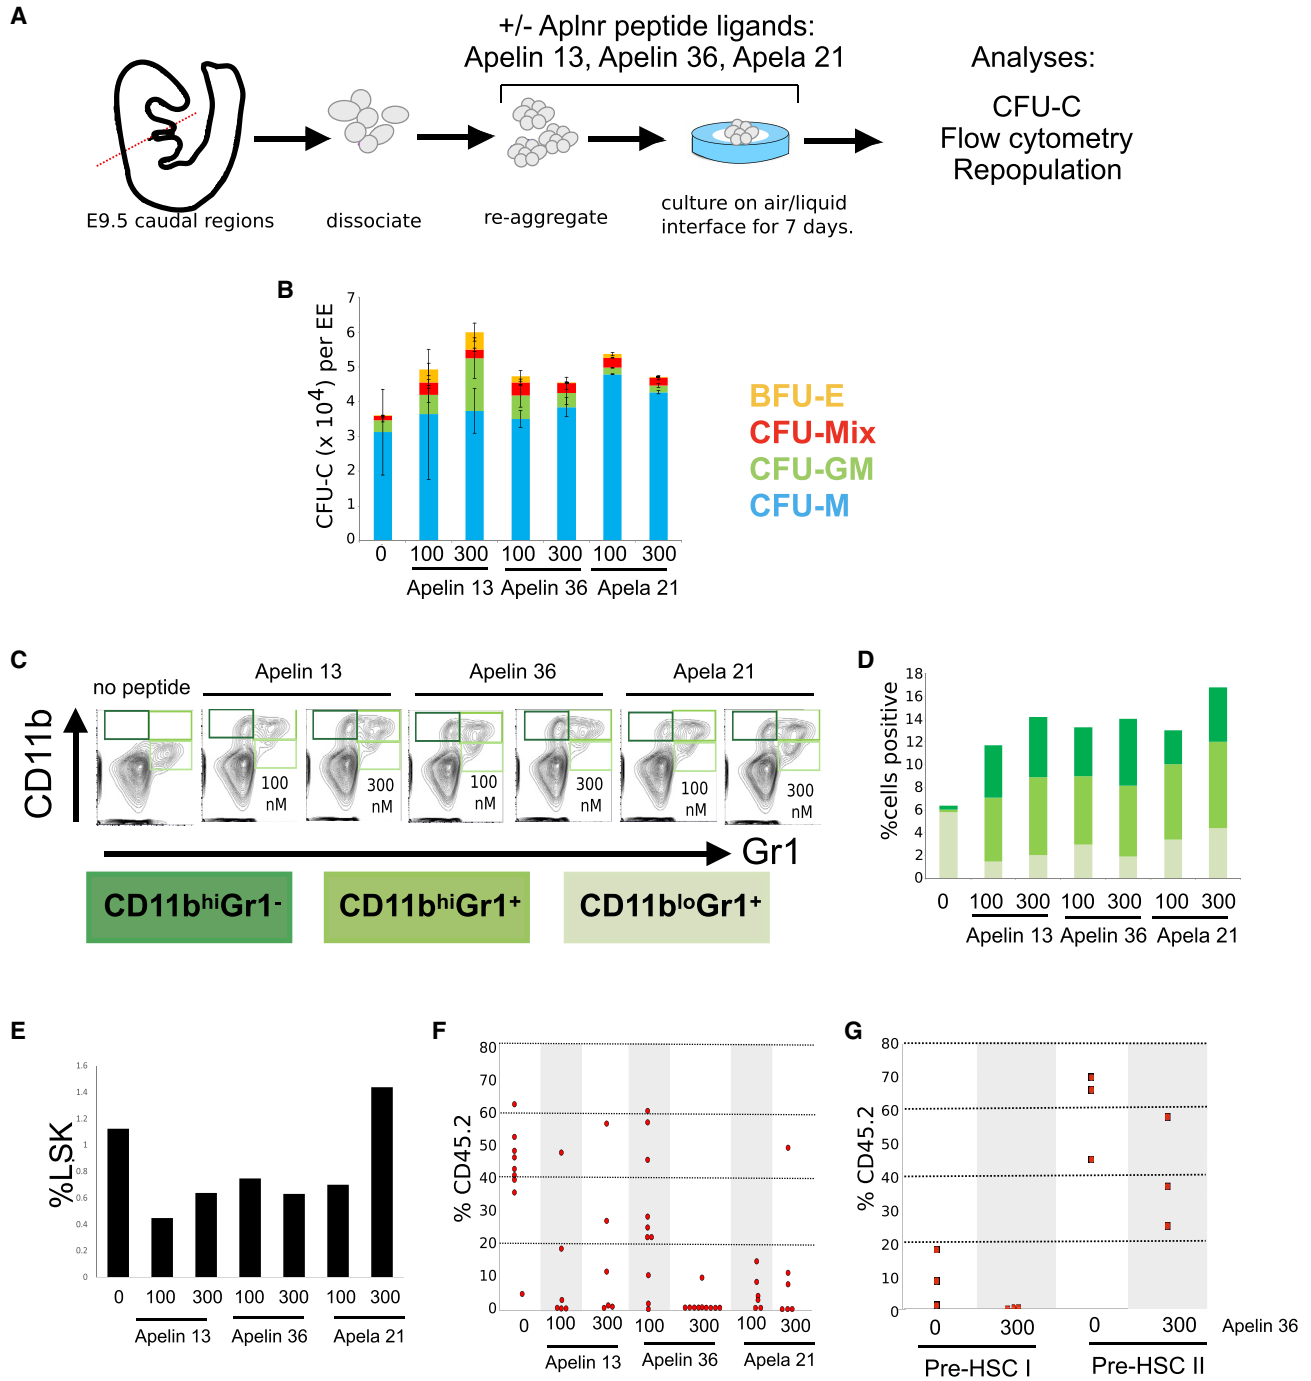 A
+/- Aplnr peptide ligands:
Apelin 13, Apelin 36, Apela 21
Analyses:
CFU-C
Flow cytometry
Repopulation
E9.5 caudal regions
dissociate
re-aggregate
culture on air/liquid
interface for 7 days.
B
CFU-C (x 10⁴) per EE
7
6
5
4
3
2
1
0
0 100 300 100 300 100 300
Apelin 13 Apelin 36 Apela 21
BFU-E
CFU-Mix
CFU-GM
CFU-M
C
no peptide
Apelin 13
Apelin 36
Apela 21
CD11b
100
nM
300
nM
100
nM
300
nM
100
nM
300
nM
Gr1
CD11bʰⁱGr1⁻
CD11bʰⁱGr1⁺
CD11bˡᵒGr1⁺
D
%cells positive
18
16
14
12
10
8
6
4
2
0
0 100 300 100 300 100 300
Apelin 13 Apelin 36 Apela 21
E
%LSK
1.6
1.4
1.2
1
0.8
0.6
0.4
0.2
0
0 100 300 100 300 100 300
Apelin 13 Apelin 36 Apela 21
F
% CD45.2
80
70
60
50
40
30
20
10
0
0 100 300 100 300 100 300
Apelin 13 Apelin 36 Apela 21
G
% CD45.2
80
70
60
50
40
30
20
10
0
0 300 0 300 Apelin 36
Pre-HSC I Pre-HSC II